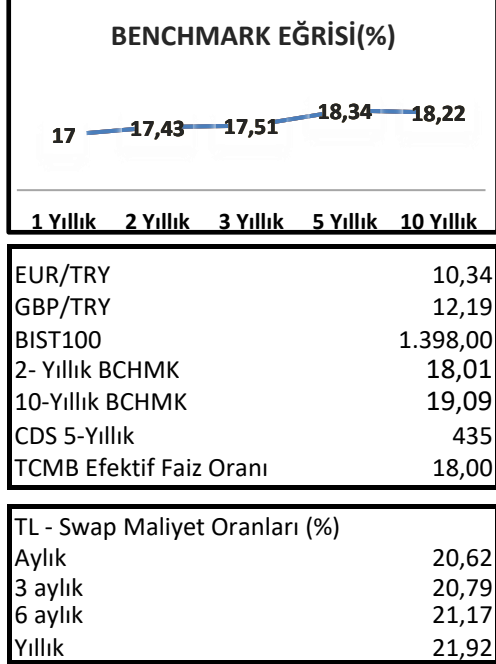 BENCHMARK EĞRİSİ(%)
17 17,43 17,51 18,34 18,22
1 Yıllık 2 Yıllık 3 Yıllık 5 Yıllık 10 Yıllık
EUR/TRY 10,34
GBP/TRY 12,19
BIST100 1.398,00
2- Yıllık BCHMK 18,01
10-Yıllık BCHMK 19,09
CDS 5-Yıllık 435
TCMB Efektif Faiz Oranı 18,00
TL - Swap Maliyet Oranları (%)
Aylık 20,62
3 aylık 20,79
6 aylık 21,17
Yıllık 21,92